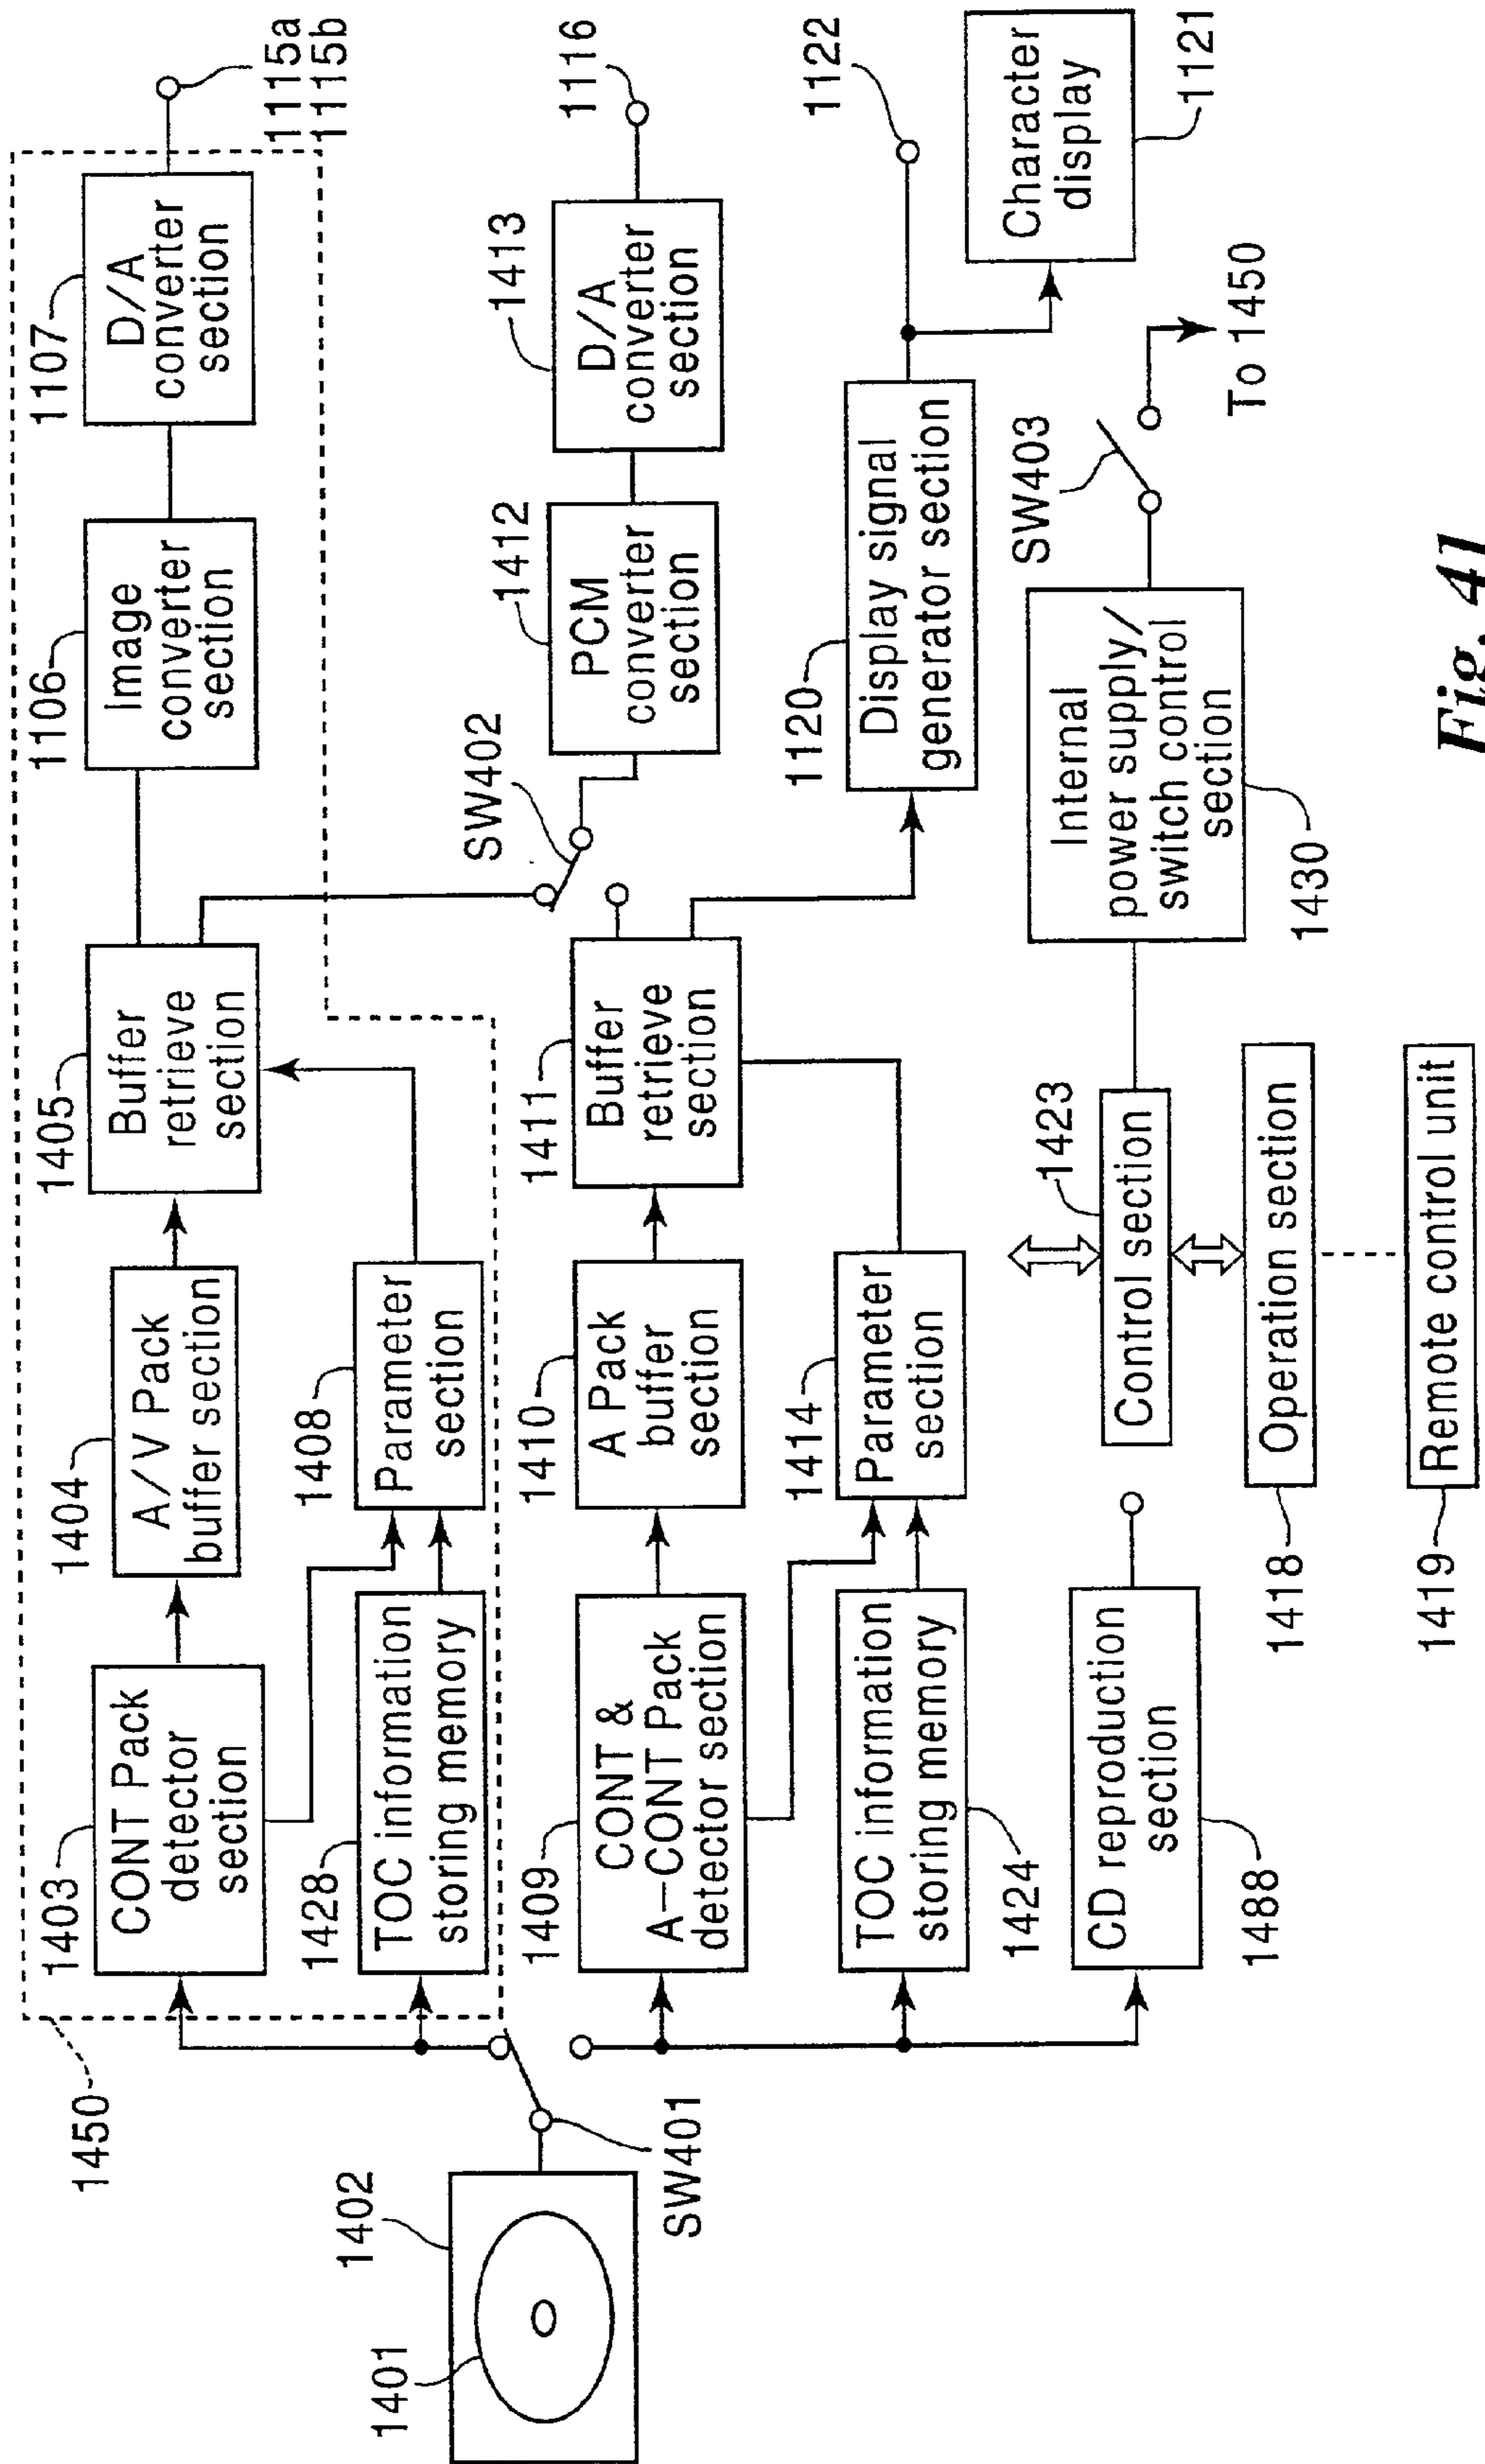 1450
1403
CONT Pack
detector
section
1404
A/V Pack
buffer section
1405
Buffer
retrieve
section
1106
Image
converter
section
1107
D/A
converter
section
1115a
1115b
1428
TOC information
storing memory
1408
Parameter
section
1401
1402
SW401
1409
CONT &
A-CONT Pack
detector section
1410
A Pack
buffer
section
1411
Buffer
retrieve
section
SW402
1412
PCM
converter
section
1413
D/A
converter
section
1116
1424
TOC information
storing memory
1414
Parameter
section
1120
Display signal
generator section
1122
Character
display
1121
1488
CD reproduction
section
1423
Control section
Internal
power supply/
switch control
section
1430
SW403
To 1450
1418
Operation section
1419
Remote control unit
Fig. 41